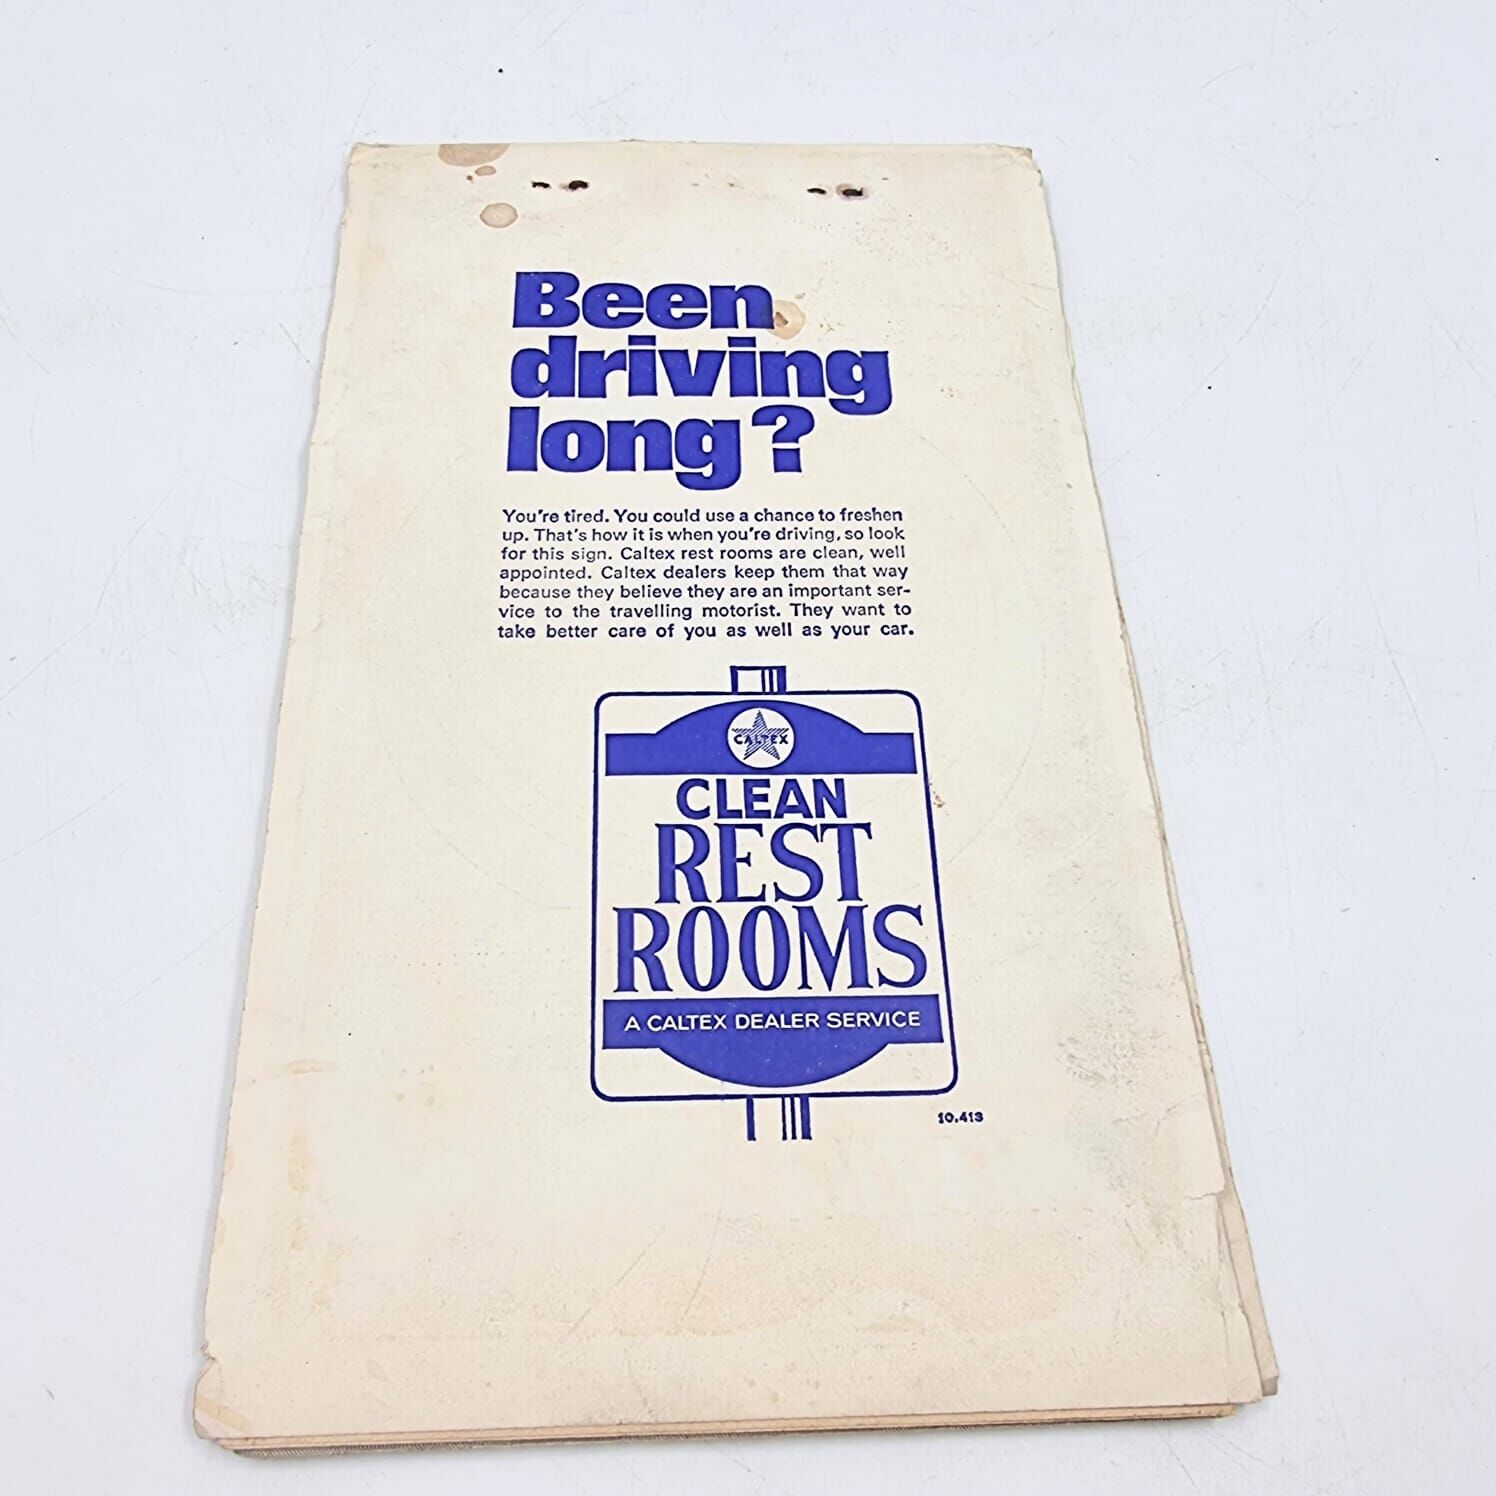 Been
driving
long?
You're tired. You could use a chance to freshen
up. That's how it is when you're driving, so look
for this sign. Caltex rest rooms are clean, well
appointed. Caltex dealers keep them that way
because they believe they are an important ser-
vice to the travelling motorist. They want to
take better care of you as well as your car.
CALTEX
CLEAN
REST
ROOMS
A CALTEX DEALER SERVICE
10.413